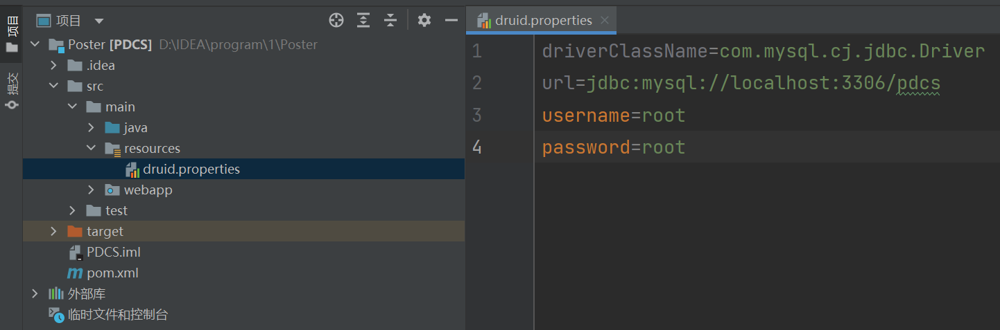 项目
提交
项目
Poster [PDCS] D:\IDEA\program\1\Poster
.idea
src
main
java
resources
druid.properties
webapp
test
target
PDCS.iml
pom.xml
外部库
临时文件和控制台
druid.properties
1 driverClassName=com.mysql.cj.jdbc.Driver
2 url=jdbc:mysql://localhost:3306/pdcs
3 username=root
4 password=root